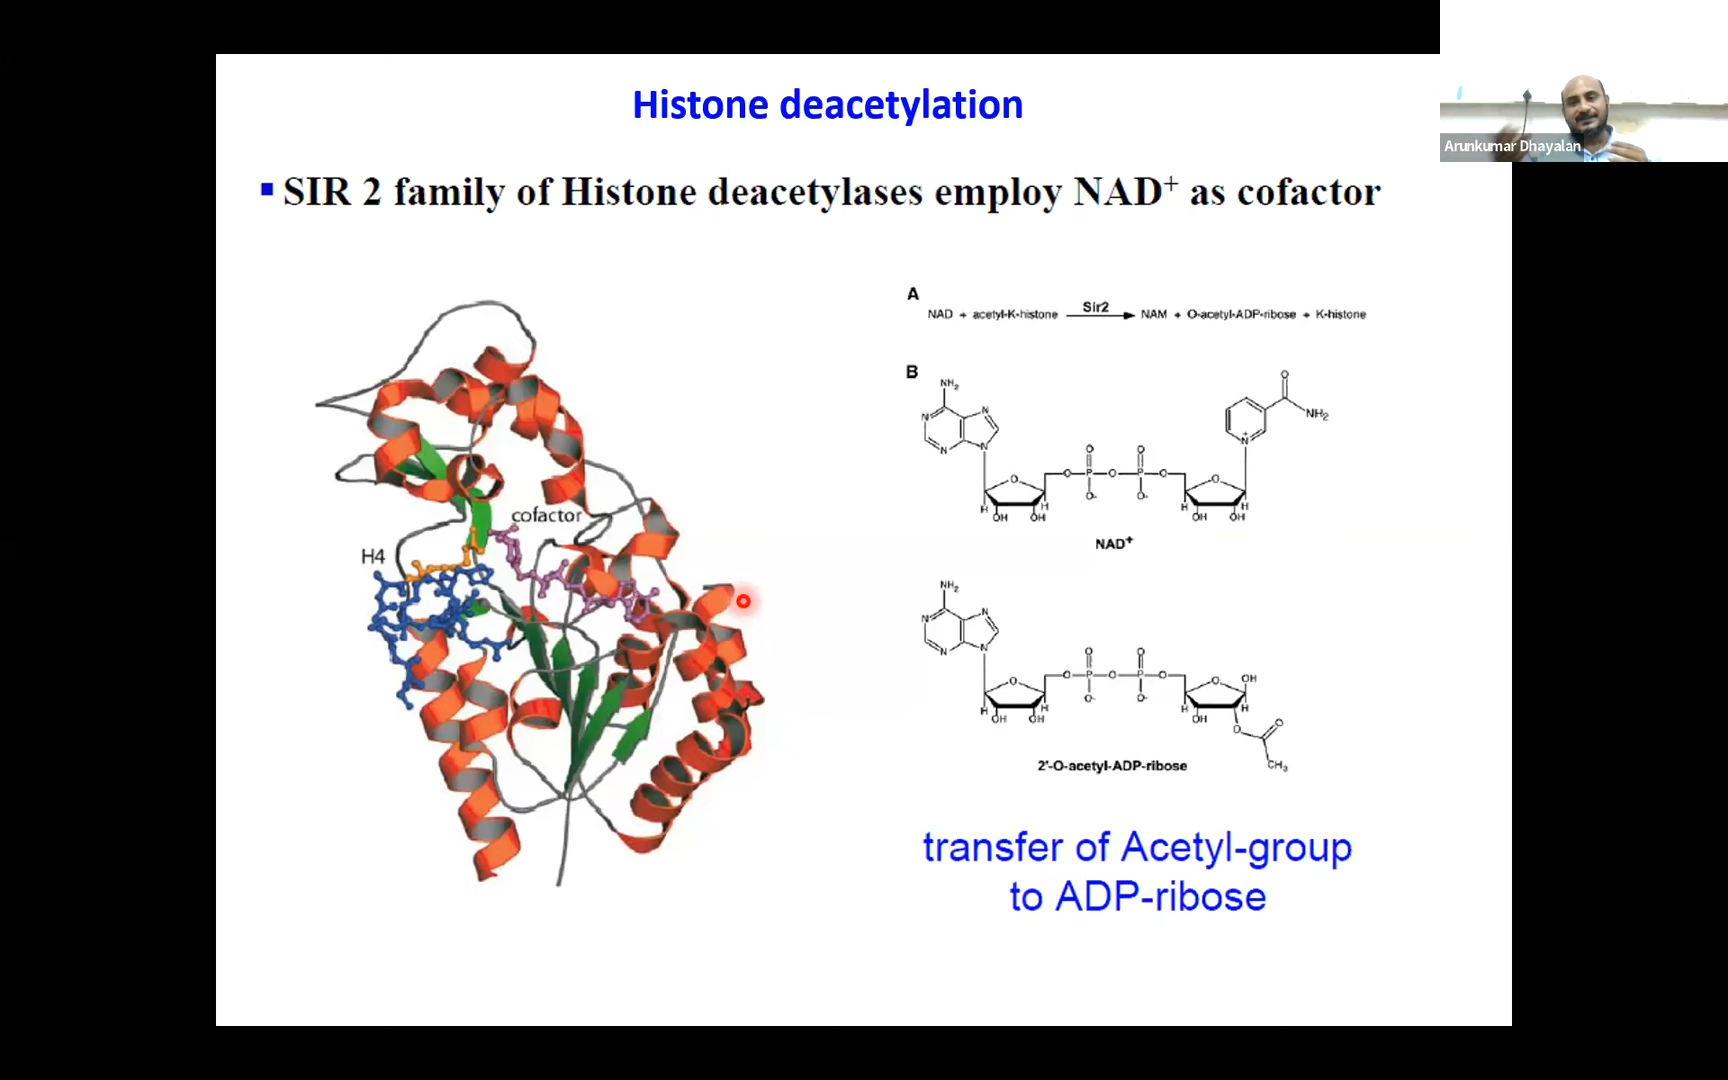 Histone deacetylation
Arunkumar Dhayalan
▪ SIR 2 family of Histone deacetylases employ NAD⁺ as cofactor
cofactor
H4
A
Sir2
NAD + acetyl-K-histone → NAM + O-acetyl-ADP-ribose + K-histone
B
NH₂
N
N
N
N
O
O
O
P
O
P
O
O
O-
O-
H
H
OH
OH
H
H
OH
OH
O
NH₂
N+
NAD⁺
NH₂
N
N
N
N
O
O
O
P
O
P
O
O
O-
O-
H
H
OH
OH
H
H
OH
OH
O
O
CH₃
2'-O-acetyl-ADP-ribose
transfer of Acetyl-group
to ADP-ribose